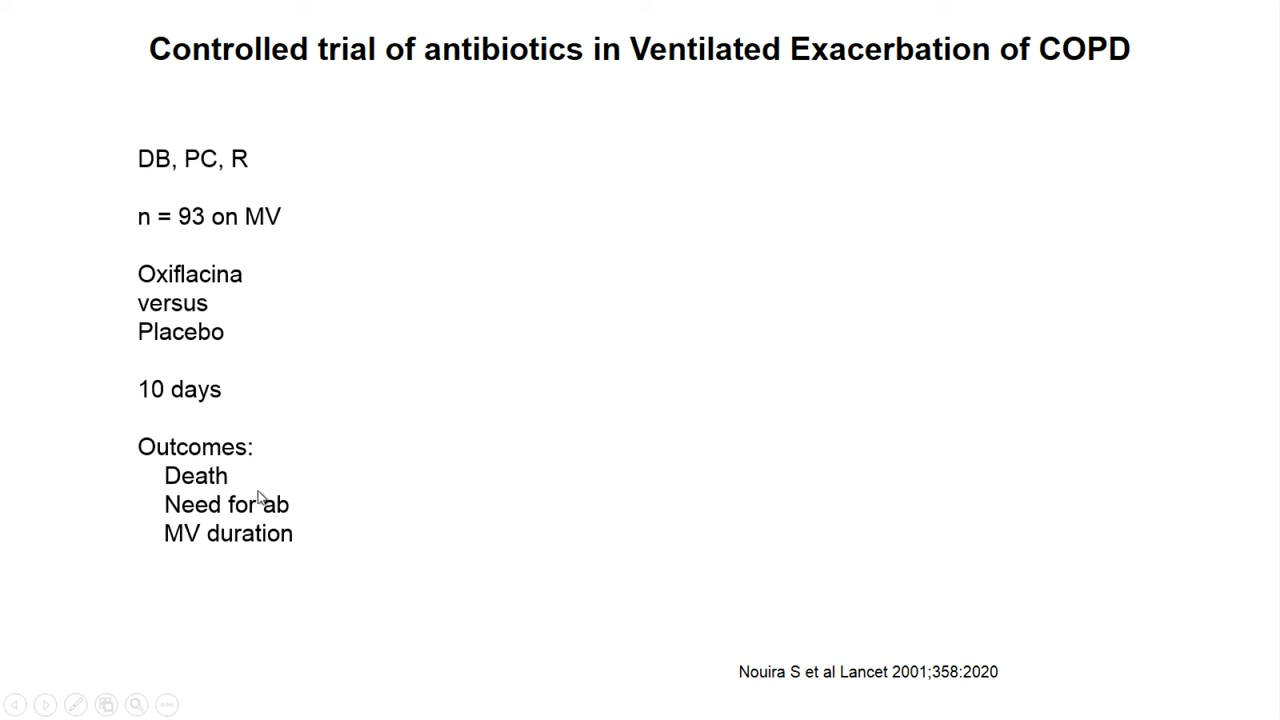 Controlled trial of antibiotics in Ventilated Exacerbation of COPD
DB, PC, R
n = 93 on MV
Oxiflacina
versus
Placebo
10 days
Outcomes:
Death
Need for ab
MV duration
Nouira S et al Lancet 2001;358:2020